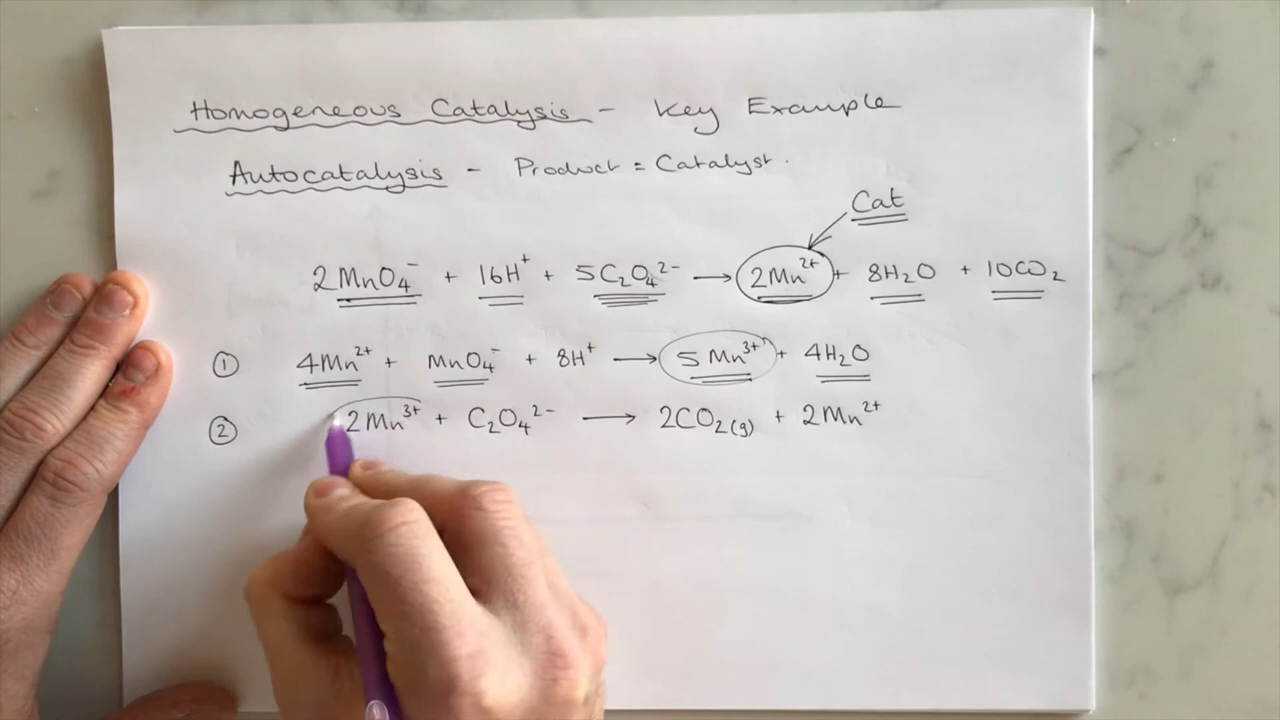 Homogeneous Catalysis - Key Example
Autocatalysis - Product = Catalyst.
Cat
2MnO₄⁻ + 16H⁺ + 5C₂O₄²⁻ → 2Mn²⁺ + 8H₂O + 10CO₂
① 4Mn²⁺ + MnO₄⁻ + 8H⁺ → 5Mn³⁺ + 4H₂O
② 2Mn³⁺ + C₂O₄²⁻ → 2CO₂(g) + 2Mn²⁺